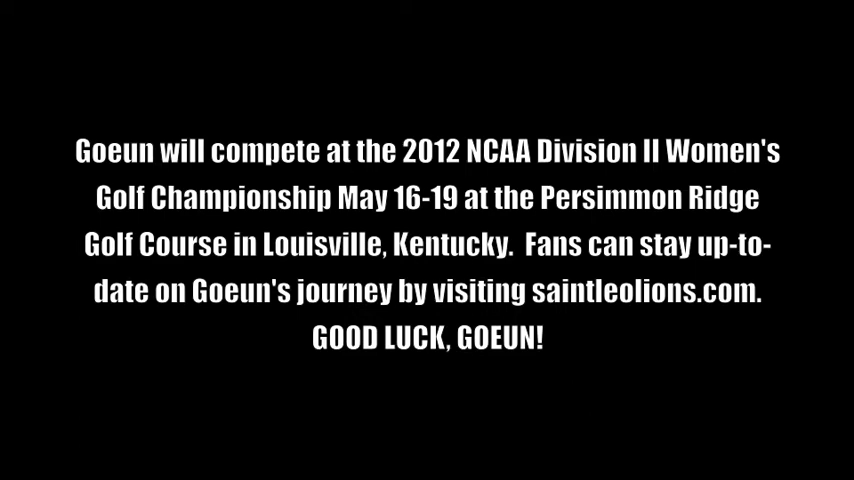 Goeun will compete at the 2012 NCAA Division II Women's
Golf Championship May 16-19 at the Persimmon Ridge
Golf Course in Louisville, Kentucky.  Fans can stay up-to-
date on Goeun's journey by visiting saintleolions.com.
GOOD LUCK, GOEUN!